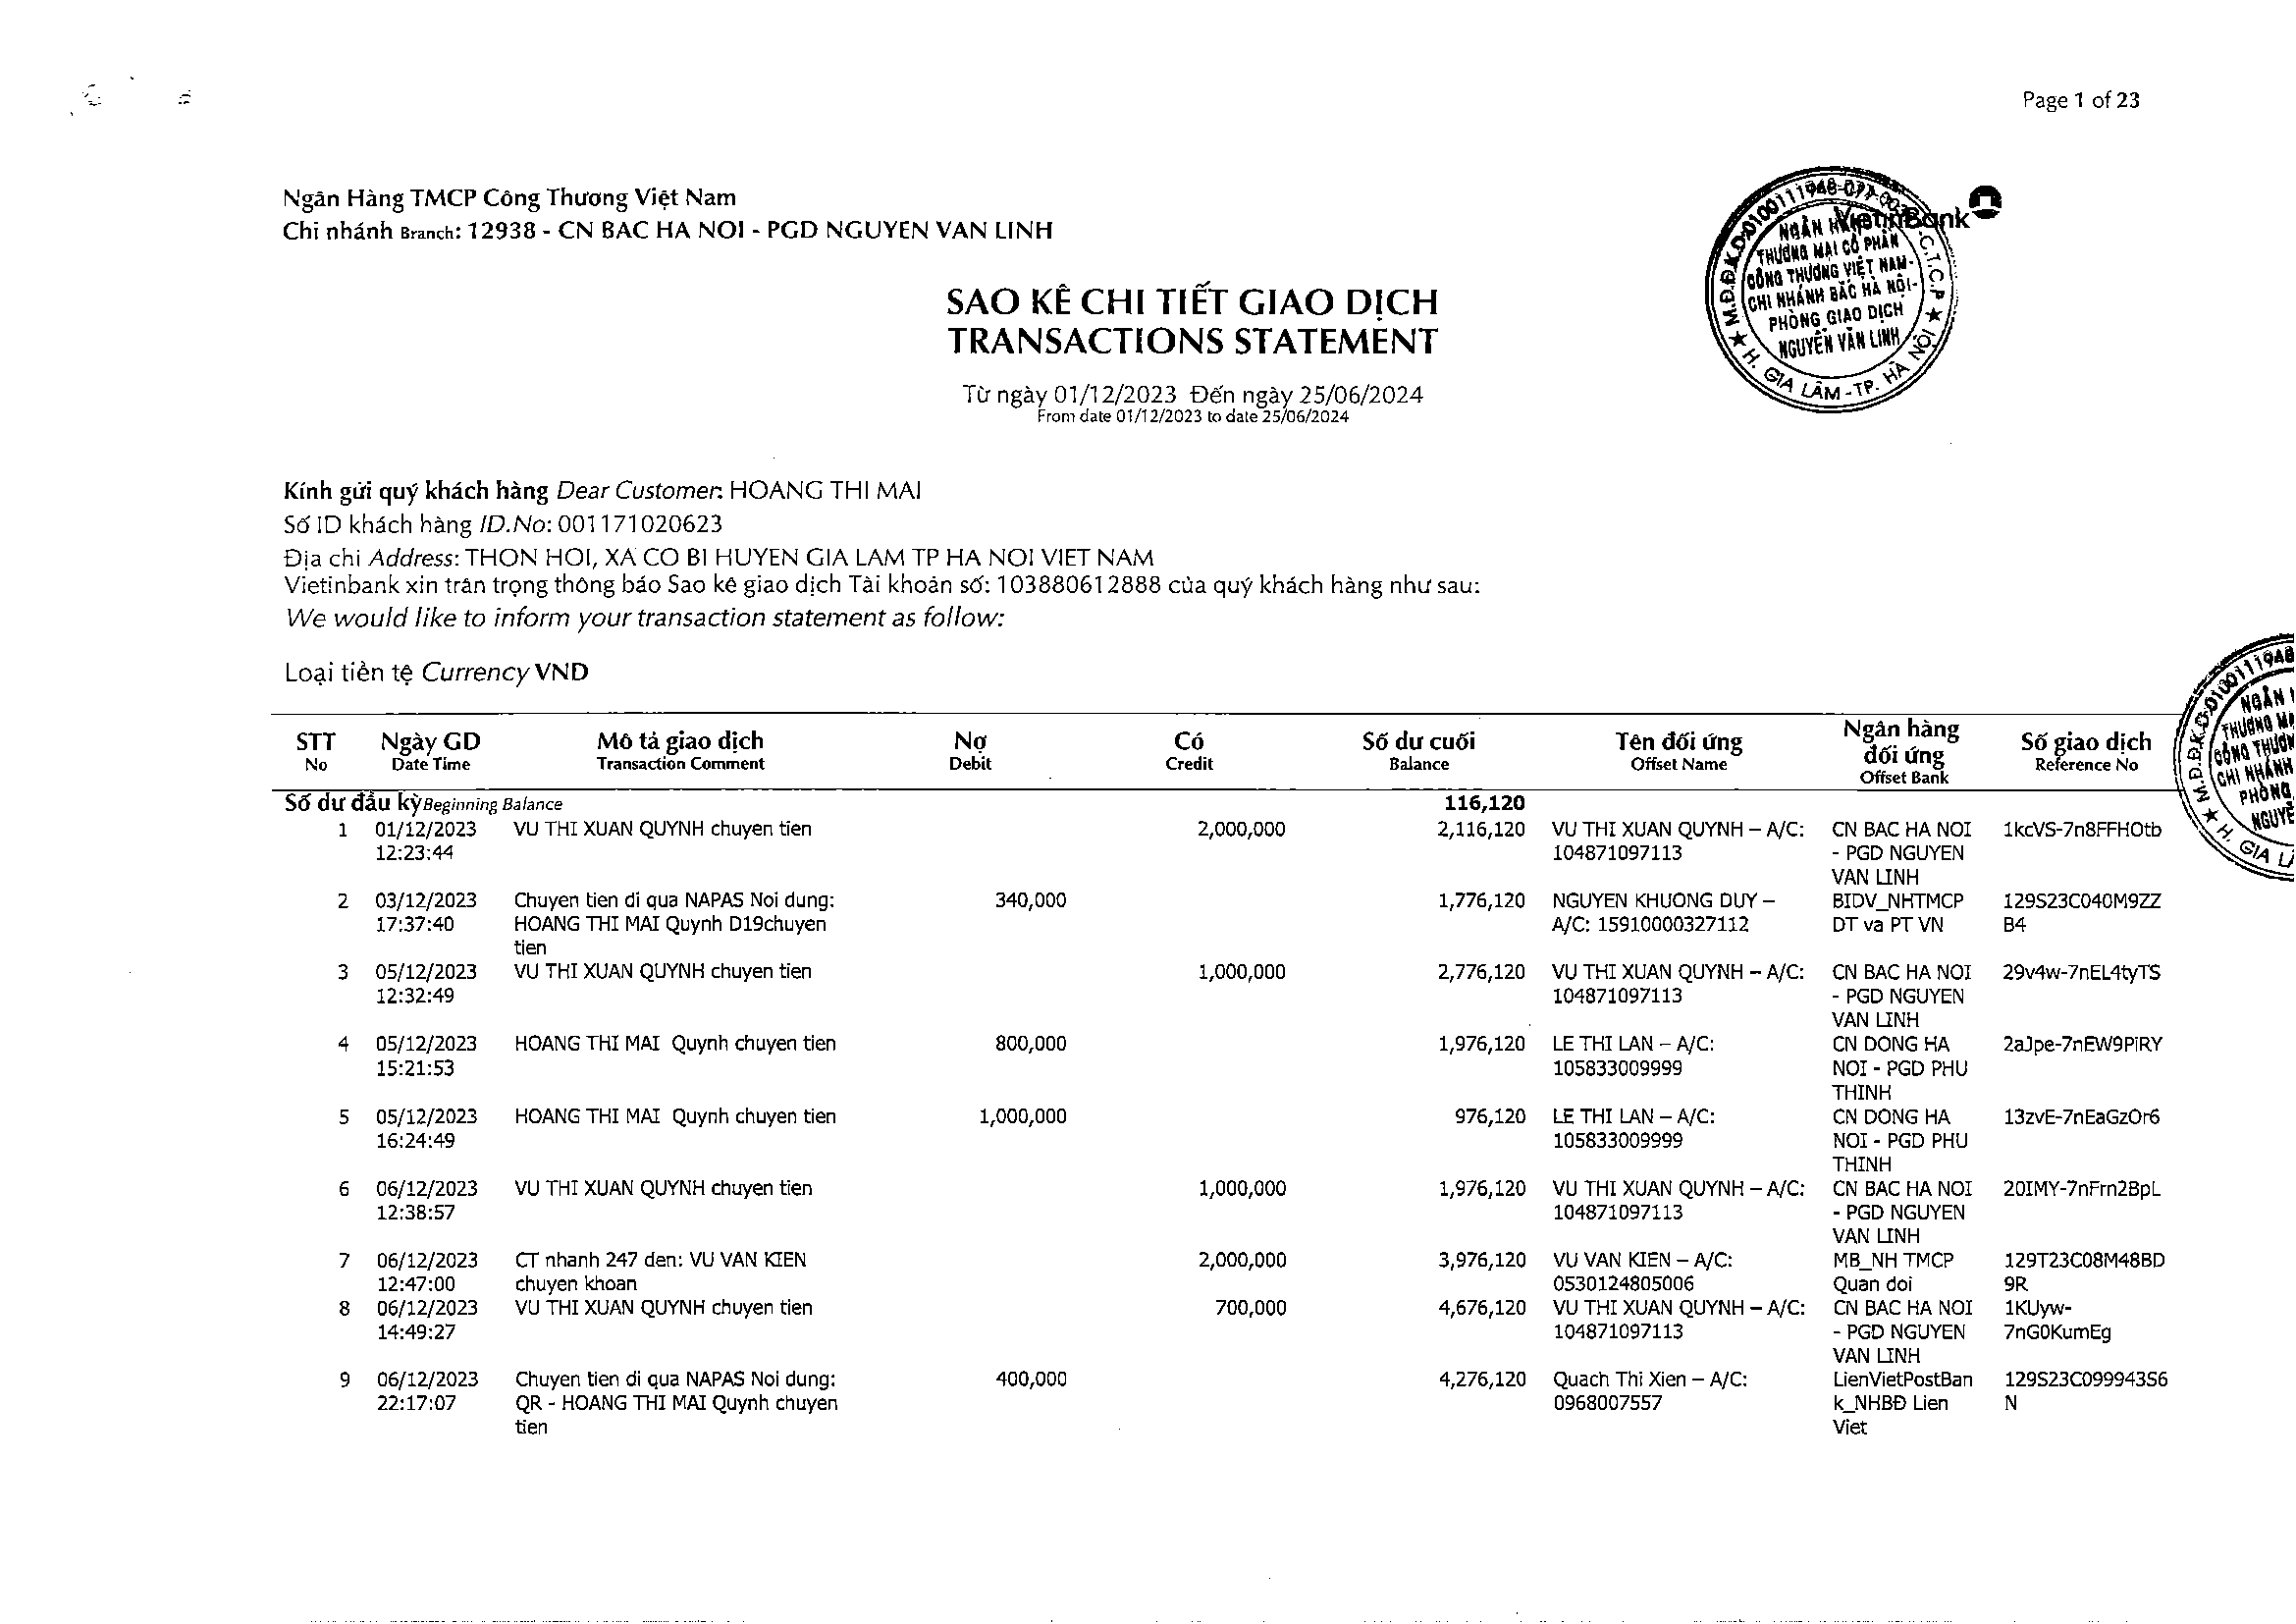 Page 1 of 23
Ngân Hàng TMCP Công Thương Việt Nam
Chi nhánh Branch: 12938 - CN BAC HA NOI - PGD NGUYEN VAN LINH
VietinBank
M.Đ.Đ.K.D:0100111948-077-00 C.T.C.P
NGÂN H
THƯƠNG MẠI CỔ PHẦN
CÔNG THƯƠNG VIỆT NAM-
CHI NHÁNH BẮC HÀ NỘI-
PHÒNG GIAO DỊCH
NGUYỄN VĂN LINH
★ H. GIA LÂM - TP. HÀ NỘI ★
SAO KÊ CHI TIẾT GIAO DỊCH
TRANSACTIONS STATEMENT
Từ ngày 01/12/2023 Đến ngày 25/06/2024
From date 01/12/2023 to date 25/06/2024
Kính gửi quý khách hàng Dear Customer: HOANG THI MAI
Số ID khách hàng ID.No: 001171020623
Địa chỉ Address: THON HOI, XA CO BI HUYEN GIA LAM TP HA NOI VIET NAM
Vietinbank xin trân trọng thông báo Sao kê giao dịch Tài khoản số: 103880612888 của quý khách hàng như sau:
We would like to inform your transaction statement as follow:
Loại tiền tệ Currency VND
STT Ngày GD Mô tả giao dịch Nợ Có Số dư cuối Tên đối ứng Ngân hàng đối ứng Số giao dịch
No Date Time Transaction Comment Debit Credit Balance Offset Name Offset Bank Reference No
Số dư đầu kỳ Beginning Balance 116,120
1 01/12/2023 VU THI XUAN QUYNH chuyen tien 2,000,000 2,116,120 VU THI XUAN QUYNH – A/C: CN BAC HA NOI 1kcVS-7n8FFHOtb
12:23:44 104871097113 - PGD NGUYEN
VAN LINH
2 03/12/2023 Chuyen tien di qua NAPAS Noi dung: 340,000 1,776,120 NGUYEN KHUONG DUY – BIDV_NHTMCP 129S23C040M9ZZ
17:37:40 HOANG THI MAI Quynh D19chuyen A/C: 15910000327112 DT va PT VN B4
tien
3 05/12/2023 VU THI XUAN QUYNH chuyen tien 1,000,000 2,776,120 VU THI XUAN QUYNH – A/C: CN BAC HA NOI 29v4w-7nEL4tyTS
12:32:49 104871097113 - PGD NGUYEN
VAN LINH
4 05/12/2023 HOANG THI MAI Quynh chuyen tien 800,000 1,976,120 LE THI LAN – A/C: CN DONG HA 2aJpe-7nEW9PiRY
15:21:53 105833009999 NOI - PGD PHU
THINH
5 05/12/2023 HOANG THI MAI Quynh chuyen tien 1,000,000 976,120 LE THI LAN – A/C: CN DONG HA 13zvE-7nEaGzOr6
16:24:49 105833009999 NOI - PGD PHU
THINH
6 06/12/2023 VU THI XUAN QUYNH chuyen tien 1,000,000 1,976,120 VU THI XUAN QUYNH – A/C: CN BAC HA NOI 20IMY-7nFrn2BpL
12:38:57 104871097113 - PGD NGUYEN
VAN LINH
7 06/12/2023 CT nhanh 247 den: VU VAN KIEN 2,000,000 3,976,120 VU VAN KIEN – A/C: MB_NH TMCP 129T23C08M48BD
12:47:00 chuyen khoan 0530124805006 Quan doi 9R
8 06/12/2023 VU THI XUAN QUYNH chuyen tien 700,000 4,676,120 VU THI XUAN QUYNH – A/C: CN BAC HA NOI 1KUyw-
14:49:27 104871097113 - PGD NGUYEN 7nG0KumEg
VAN LINH
9 06/12/2023 Chuyen tien di qua NAPAS Noi dung: 400,000 4,276,120 Quach Thi Xien – A/C: LienVietPostBan 129S23C099943S6
22:17:07 QR - HOANG THI MAI Quynh chuyen 0968007557 k_NHBĐ Lien N
tien Viet